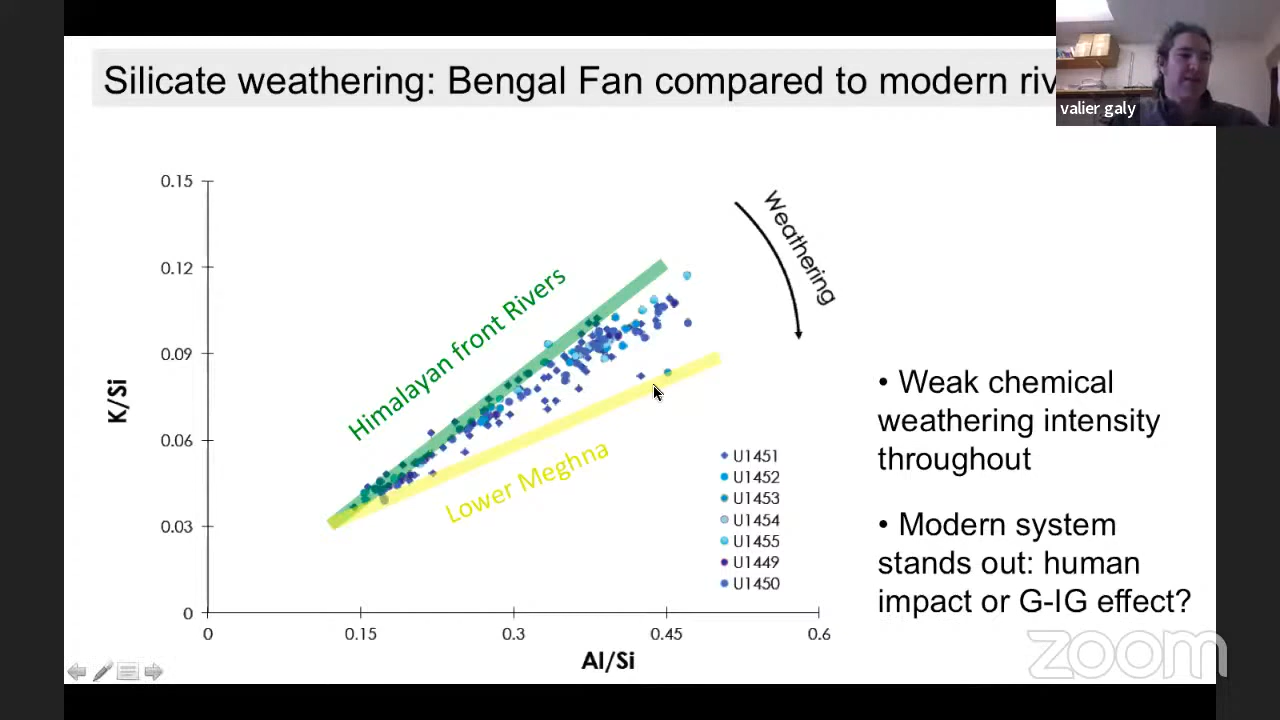 Silicate weathering: Bengal Fan compared to modern riv
valier galy
0.15
0.12
0.09
0.06
0.03
0
K/Si
0
0.15
0.3
0.45
0.6
Al/Si
Himalayan front Rivers
Lower Meghna
Weathering
U1451
U1452
U1453
U1454
U1455
U1449
U1450
• Weak chemical
weathering intensity
throughout
• Modern system
stands out: human
impact or G-IG effect?
zoom